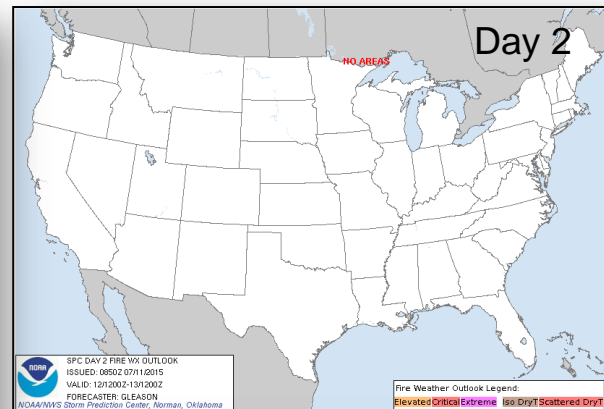 Day 2
NO AREAS
NOAA
SPC DAY 2 FIRE WX OUTLOOK
ISSUED: 0850Z 07/11/2015
VALID: 12/1200Z-13/1200Z
FORECASTER: GLEASON
NOAA/NWS Storm Prediction Center, Norman, Oklahoma
Fire Weather Outlook Legend:
Elevated Critical Extreme Iso DryT Scattered DryT